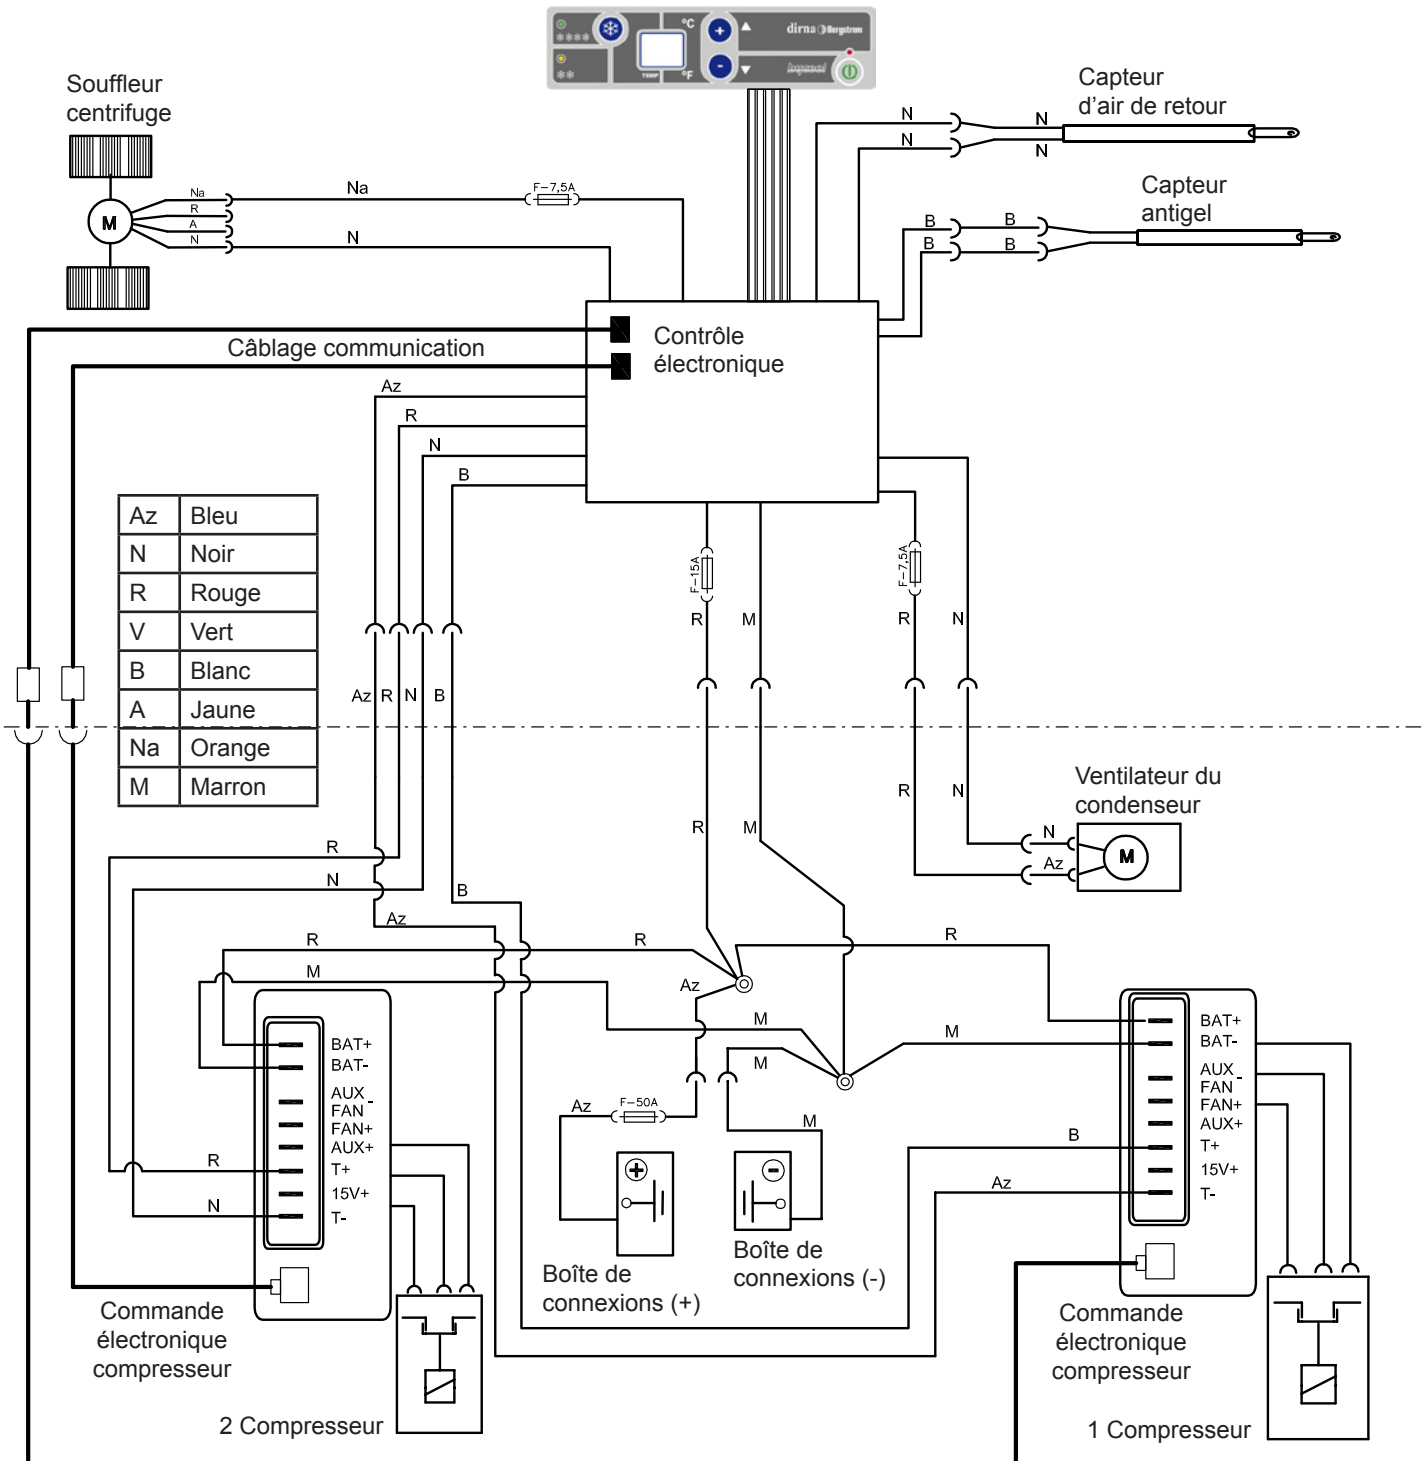 °C
dirna Bergstrom
TEMP
°F
Souffleur
centrifuge
Capteur
d'air de retour
N
N
N
N
Capteur
antigel
Na
R
A
N
M
Na
F-7,5A
N
B
B
B
B
Câblage communication
Contrôle
électronique
Az
R
N
B
Az Bleu
N Noir
R Rouge
V Vert
B Blanc
A Jaune
Na Orange
M Marron
F-15A
F-7,5A
R
M
R
N
Az
R
N
B
Ventilateur du
condenseur
R
N
R
M
N
Az
M
R
N
B
Az
R
R
R
M
Az
M
M
M
BAT+
BAT-
AUX
FAN -
FAN+
AUX+
T+
15V+
T-
BAT+
BAT-
AUX
FAN -
FAN+
AUX+
T+
15V+
T-
Az
F-50A
M
B
Az
R
N
+
-
Boîte de
connexions (+)
Boîte de
connexions (-)
Commande
électronique
compresseur
Commande
électronique
compresseur
2 Compresseur
1 Compresseur